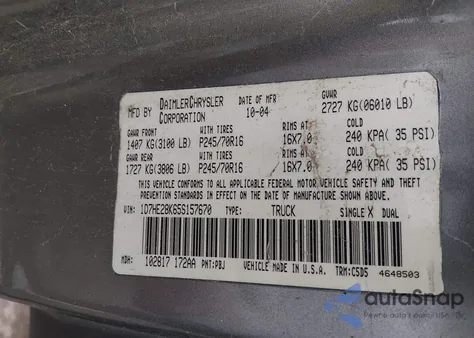 MFD BY DAIMLERCHRYSLER CORPORATION
DATE OF MFR 10-04
GVWR 2727 KG(06010 LB)
GAWR FRONT WITH TIRES RIMS AT COLD
1407 KG(3100 LB) P245/70R16 16X7.0 240 KPA( 35 PSI)
GAWR REAR WITH TIRES RIMS AT COLD
1727 KG(3806 LB) P245/70R16 16X7.0 240 KPA( 35 PSI)
THIS VEHICLE CONFORMS TO ALL APPLICABLE FEDERAL MOTOR VEHICLE SAFETY AND THEFT
PREVENTION STANDARDS IN EFFECT ON THE DATE OF MANUFACTURE SHOWN ABOVE.
VIN: 1D7HE28K65S157670 TYPE: TRUCK SINGLE X DUAL
MDH: 102817 172AA PNT:PBJ VEHICLE MADE IN U.S.A. TRM:C5D5 4648503
autoSnap